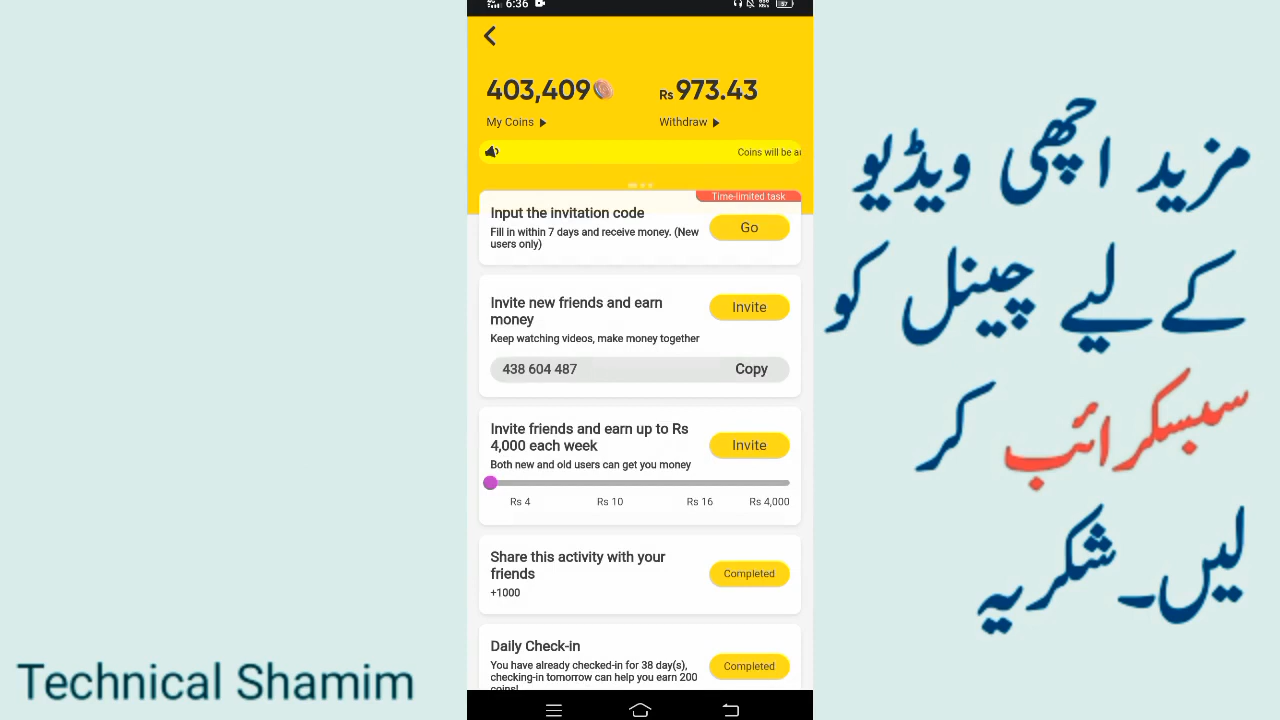 6:36
57
403,409
Rs 973.43
My Coins
Withdraw
Coins will be
Time-limited task
Input the invitation code
Fill in within 7 days and receive money. (New
users only)
Go
Invite new friends and earn
money
Keep watching videos, make money together
Invite
438 604 487
Copy
Invite friends and earn up to Rs
4,000 each week
Both new and old users can get you money
Invite
Rs 4
Rs 10
Rs 16
Rs 4,000
Share this activity with your
friends
+1000
Completed
Daily Check-in
You have already checked-in for 38 day(s),
checking-in tomorrow can help you earn 200
coins!
Completed
مزید اچھی ویڈیو
کے لیے چینل کو
سبسکرائب کر
لیں۔ شکریہ
Technical Shamim